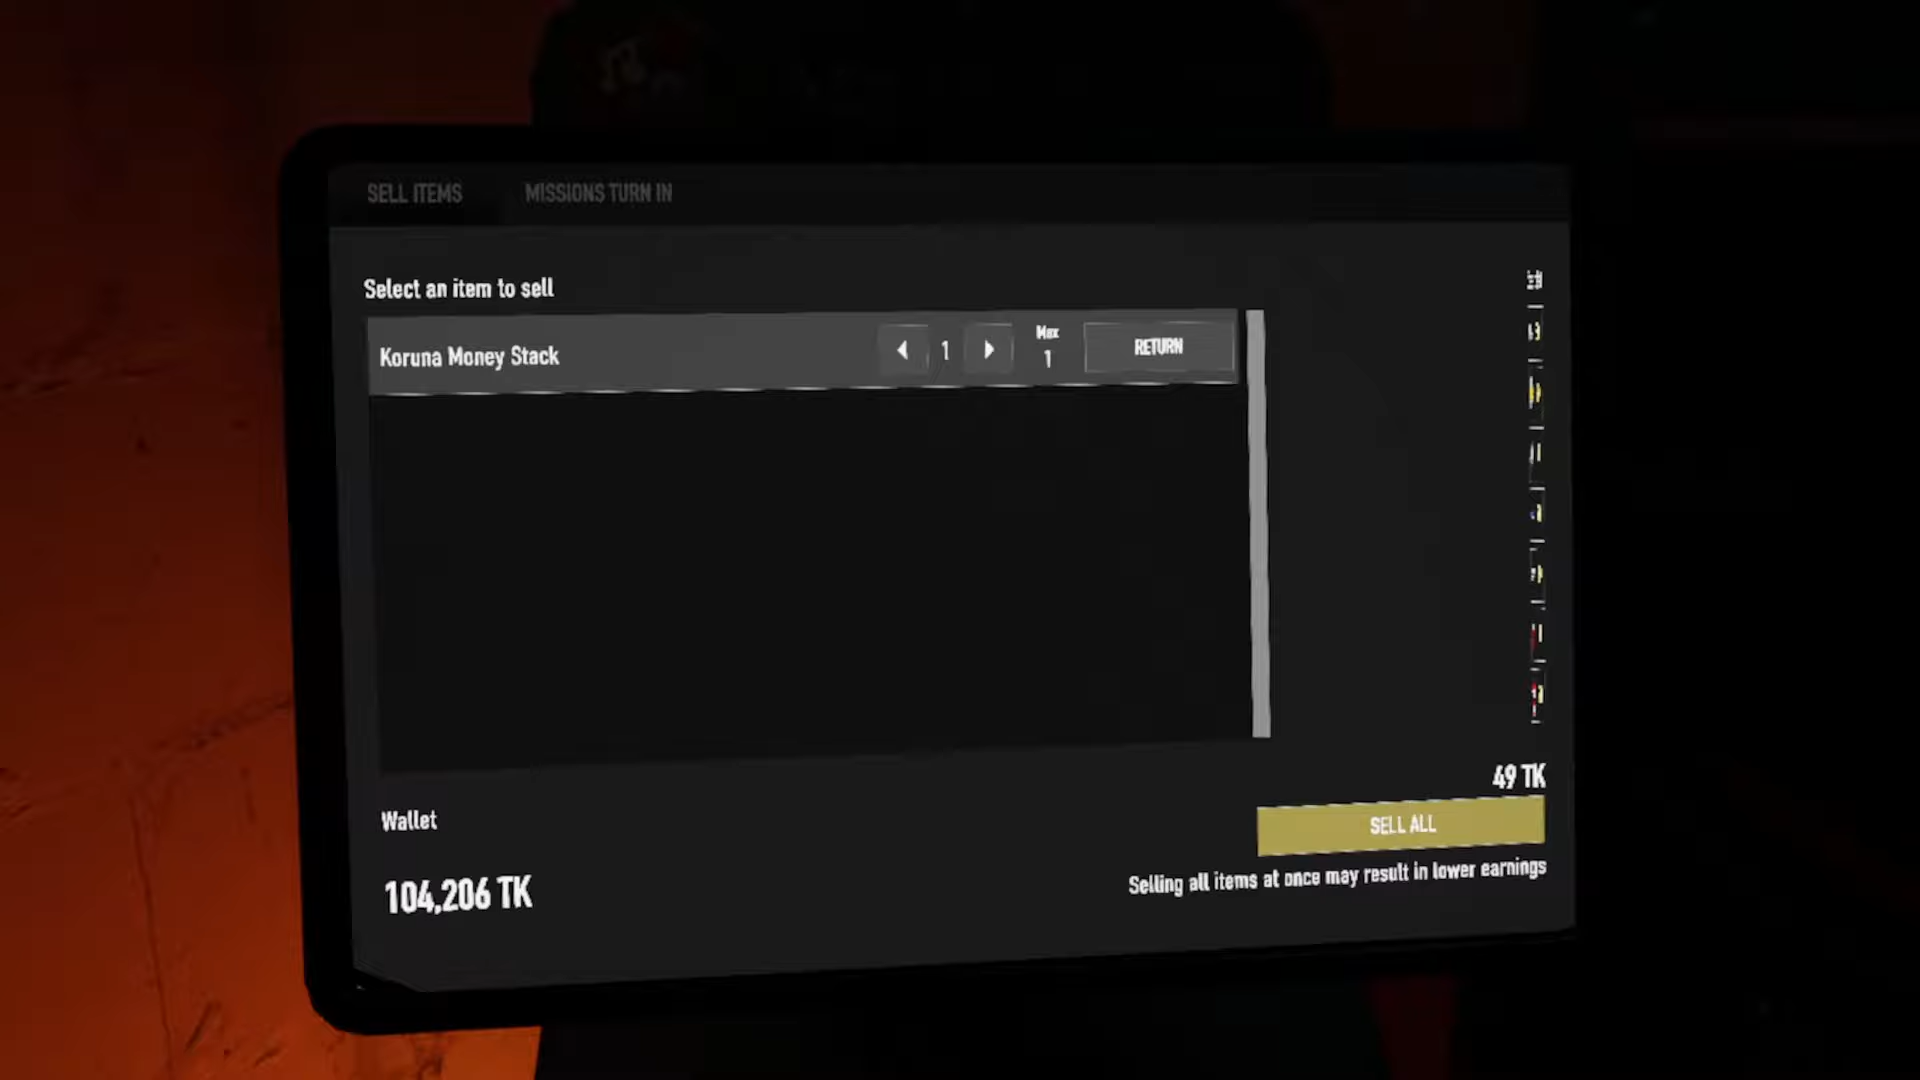 SELL ITEMS MISSIONS TURN IN
Select an item to sell
Koruna Money Stack 1 Max 1 RETURN
49 TK
Wallet
SELL ALL
104,206 TK
Selling all items at once may result in lower earnings